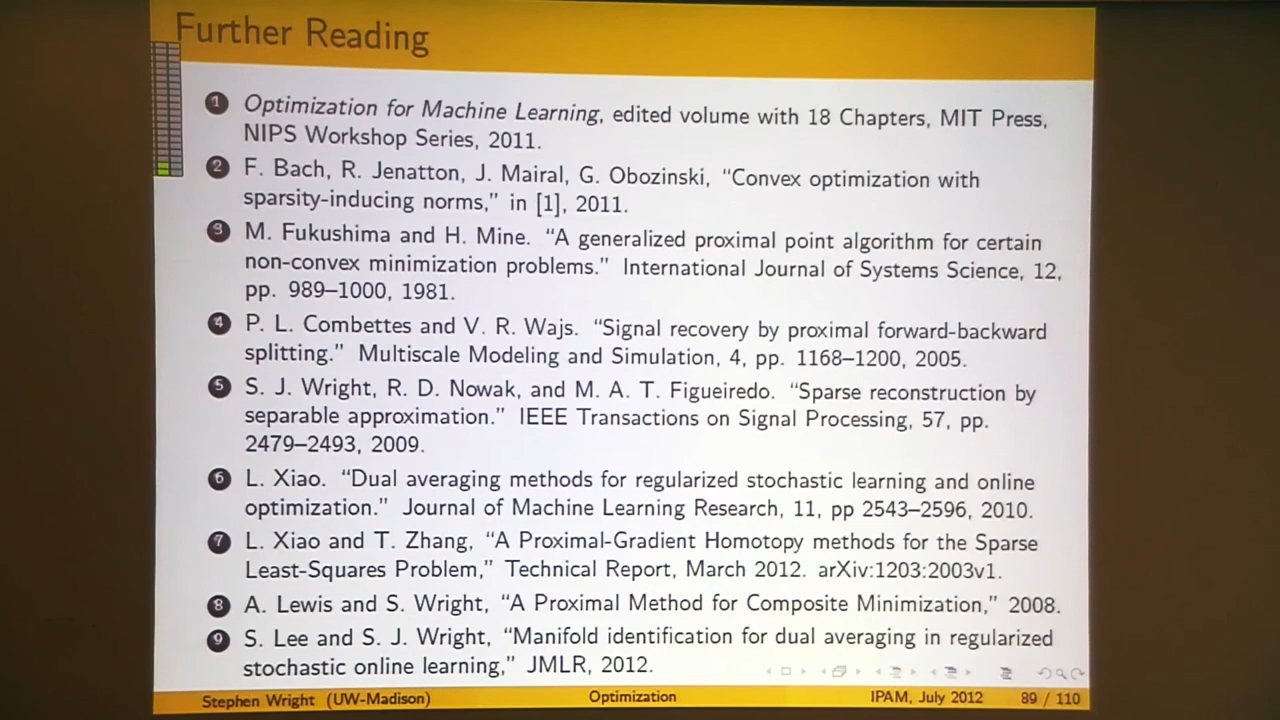 Further Reading
1 Optimization for Machine Learning, edited volume with 18 Chapters, MIT Press,
NIPS Workshop Series, 2011.
2 F. Bach, R. Jenatton, J. Mairal, G. Obozinski, “Convex optimization with
sparsity-inducing norms,” in [1], 2011.
3 M. Fukushima and H. Mine. “A generalized proximal point algorithm for certain
non-convex minimization problems.” International Journal of Systems Science, 12,
pp. 989–1000, 1981.
4 P. L. Combettes and V. R. Wajs. “Signal recovery by proximal forward-backward
splitting.” Multiscale Modeling and Simulation, 4, pp. 1168–1200, 2005.
5 S. J. Wright, R. D. Nowak, and M. A. T. Figueiredo. “Sparse reconstruction by
separable approximation.” IEEE Transactions on Signal Processing, 57, pp.
2479–2493, 2009.
6 L. Xiao. “Dual averaging methods for regularized stochastic learning and online
optimization.” Journal of Machine Learning Research, 11, pp 2543–2596, 2010.
7 L. Xiao and T. Zhang, “A Proximal-Gradient Homotopy methods for the Sparse
Least-Squares Problem,” Technical Report, March 2012. arXiv:1203:2003v1.
8 A. Lewis and S. Wright, “A Proximal Method for Composite Minimization,” 2008.
9 S. Lee and S. J. Wright, “Manifold identification for dual averaging in regularized
stochastic online learning,” JMLR, 2012.
Stephen Wright (UW-Madison) Optimization IPAM, July 2012 89 / 110